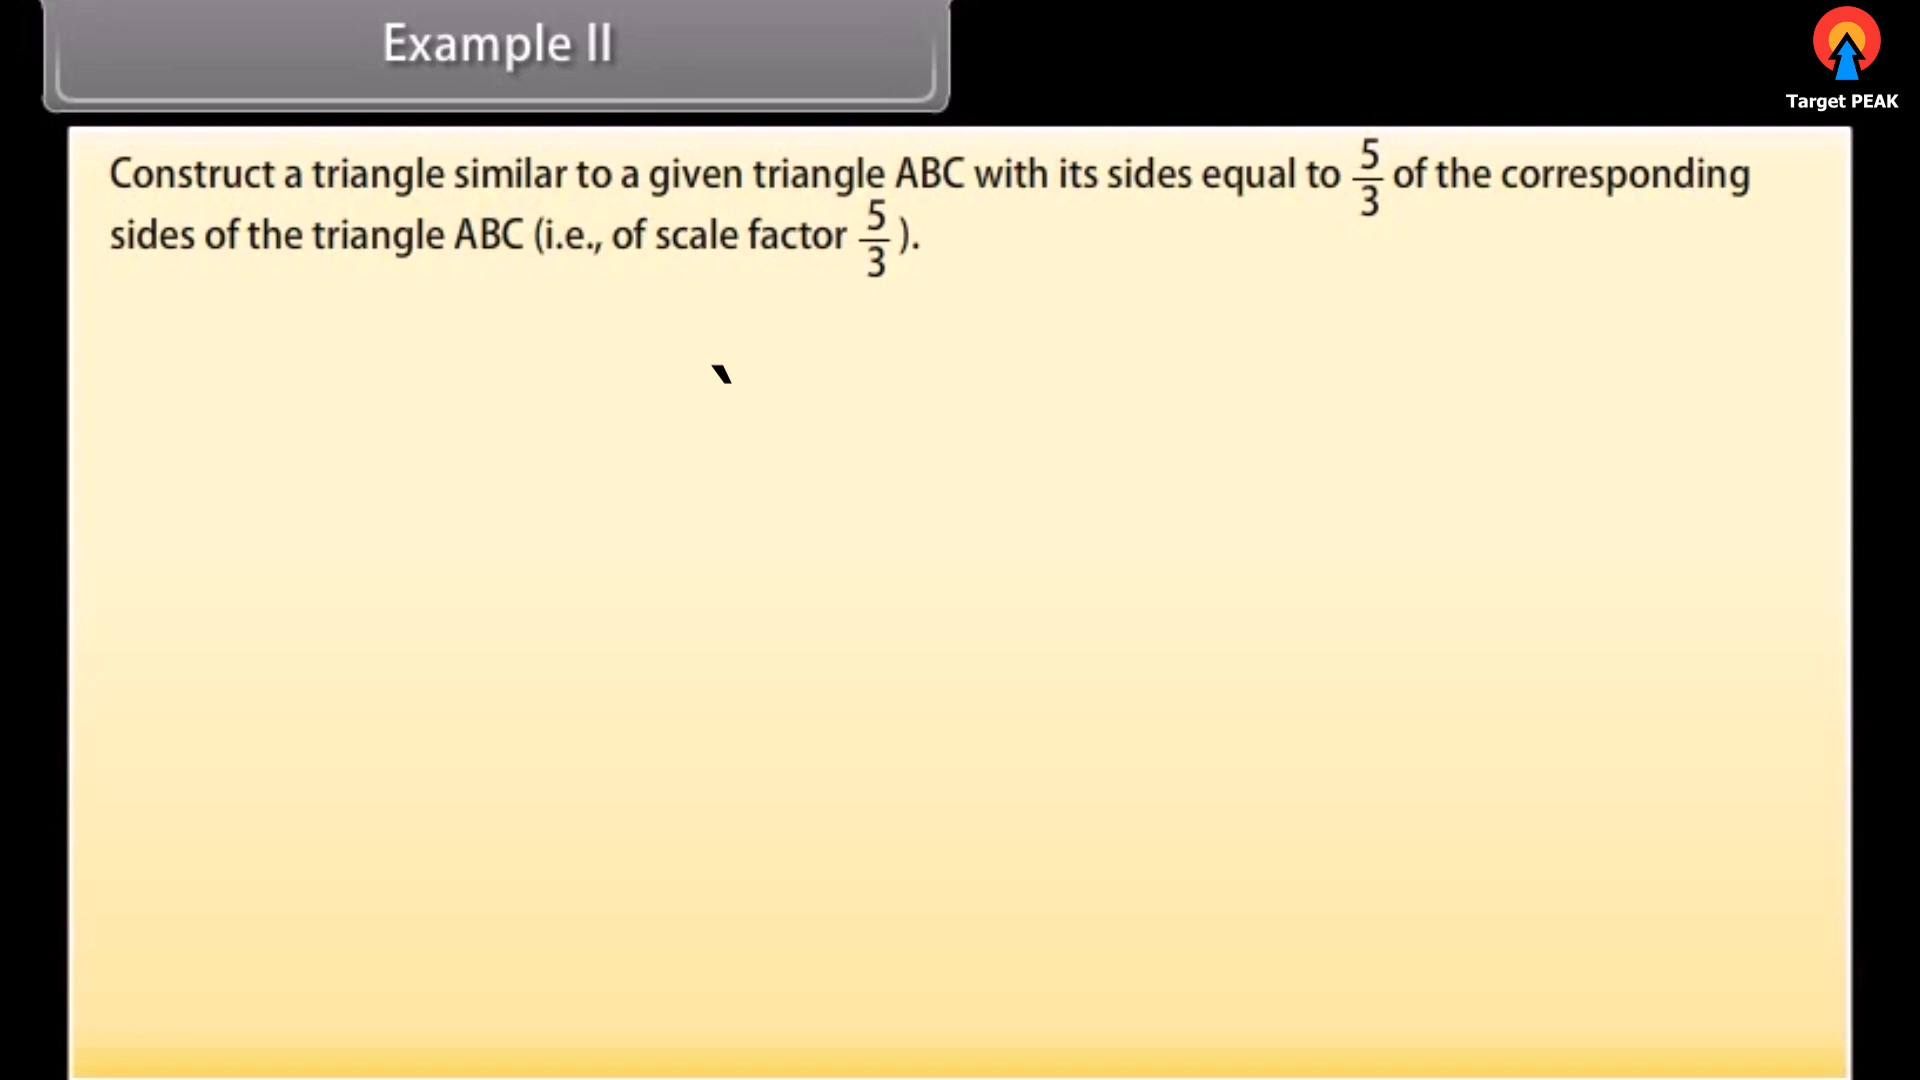 Example II
Target PEAK
Construct a triangle similar to a given triangle ABC with its sides equal to 5/3 of the corresponding
sides of the triangle ABC (i.e., of scale factor 5/3).